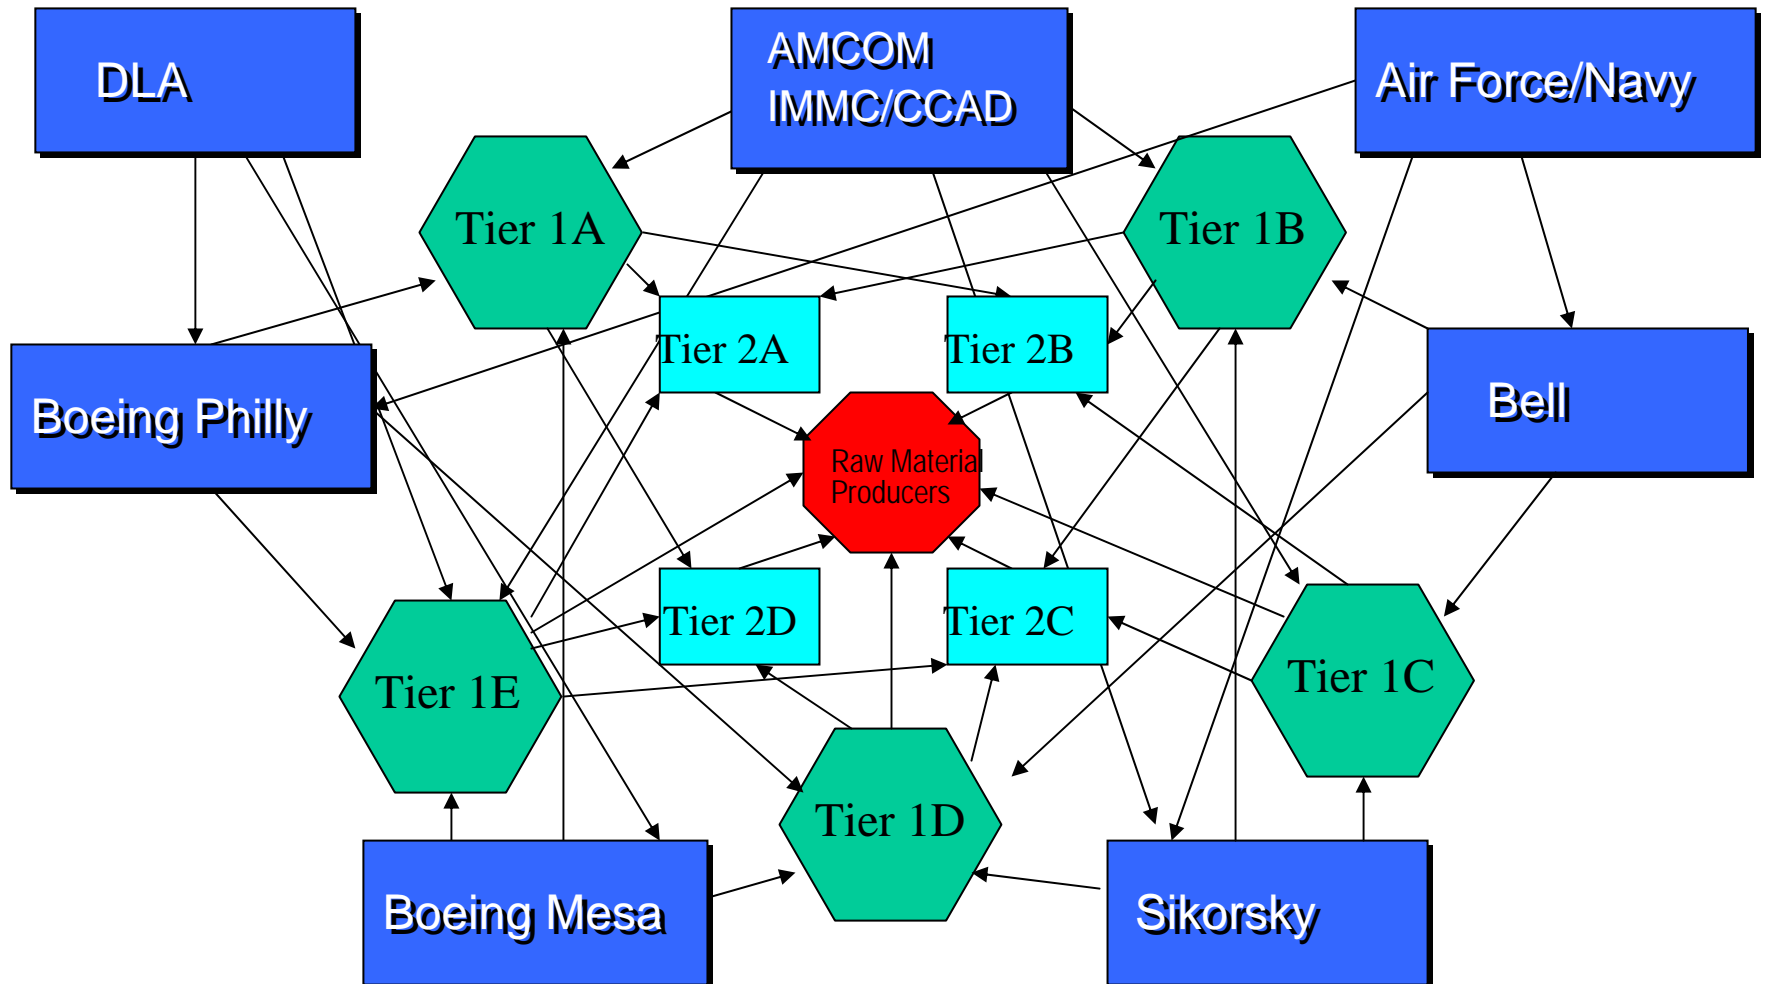 DLA
AMCOM
IMMC/CCAD
Air Force/Navy
Tier 1A
Tier 1B
Tier 2A
Tier 2B
Boeing Philly
Bell
Raw Material
Producers
Tier 2D
Tier 2C
Tier 1E
Tier 1C
Tier 1D
Boeing Mesa
Sikorsky